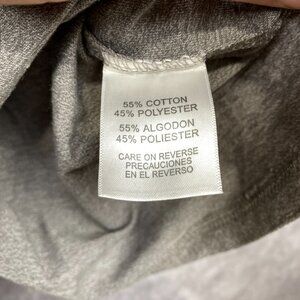 55% COTTON
45% POLYESTER
55% ALGODON
45% POLIESTER
CARE ON REVERSE
PRECAUCIONES
EN EL REVERSO